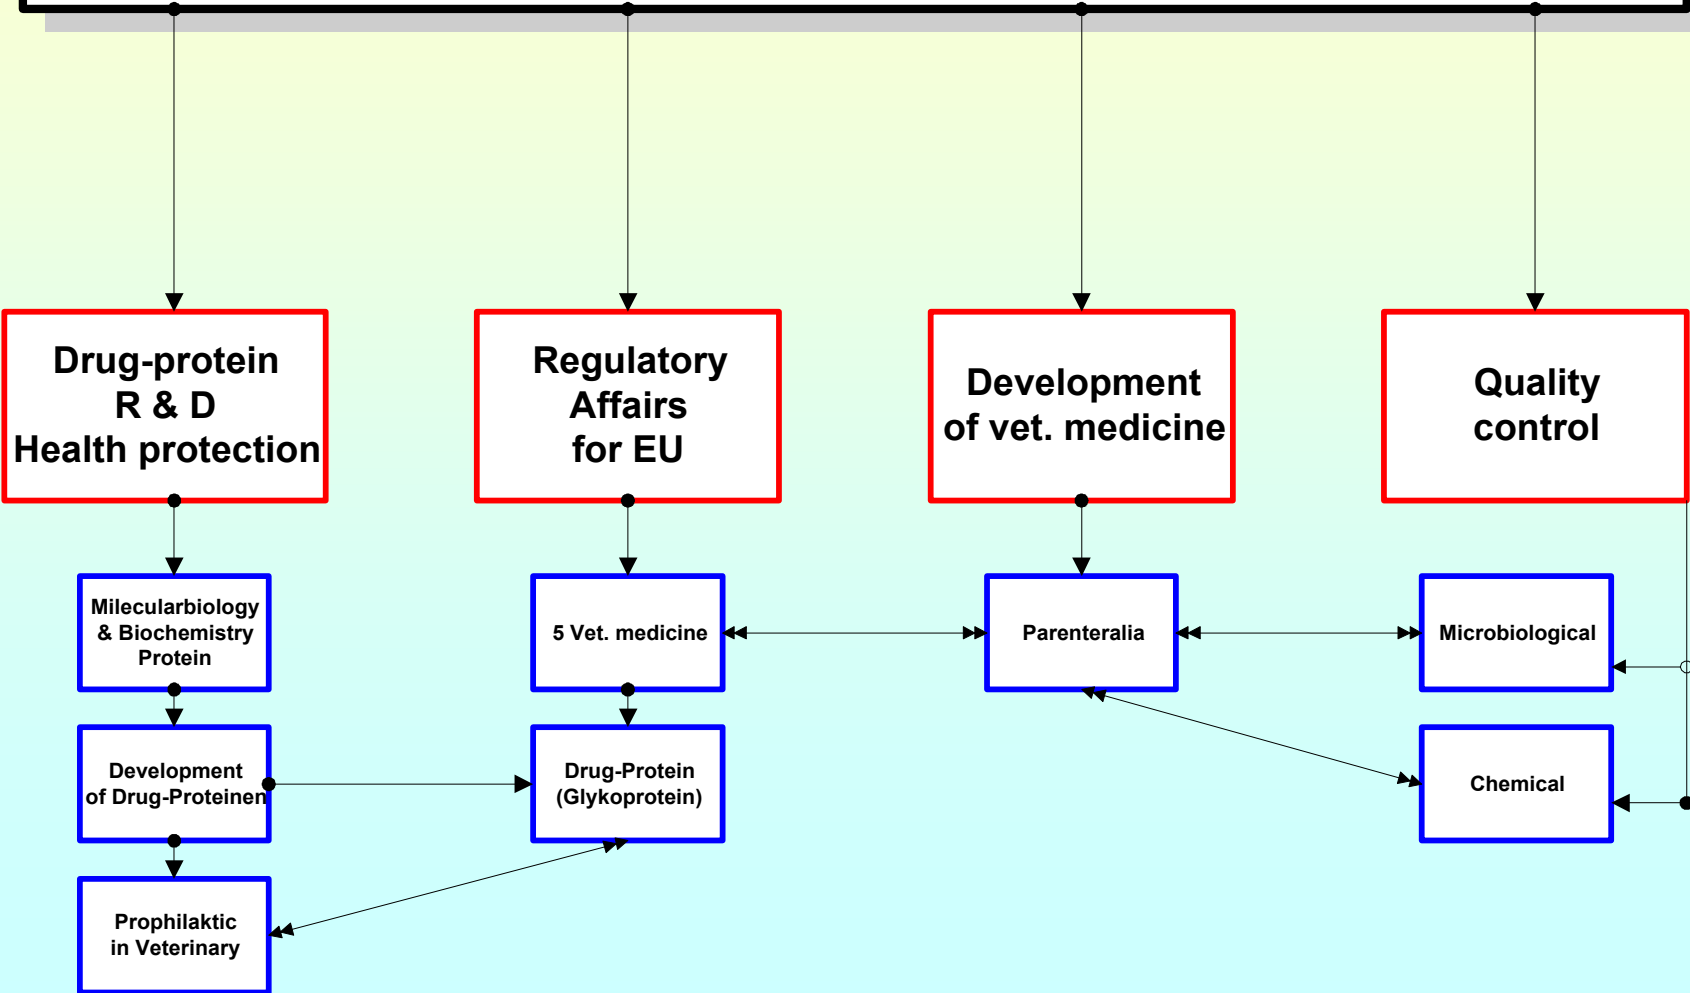 Drug-protein
R & D
Health protection
Regulatory
Affairs
for EU
Development
of vet. medicine
Quality
control
Milecularbiology
& Biochemistry
Protein
5 Vet. medicine
Parenteralia
Microbiological
Development
of Drug-Proteinen
Drug-Protein
(Glykoprotein)
Chemical
Prophilaktic
in Veterinary